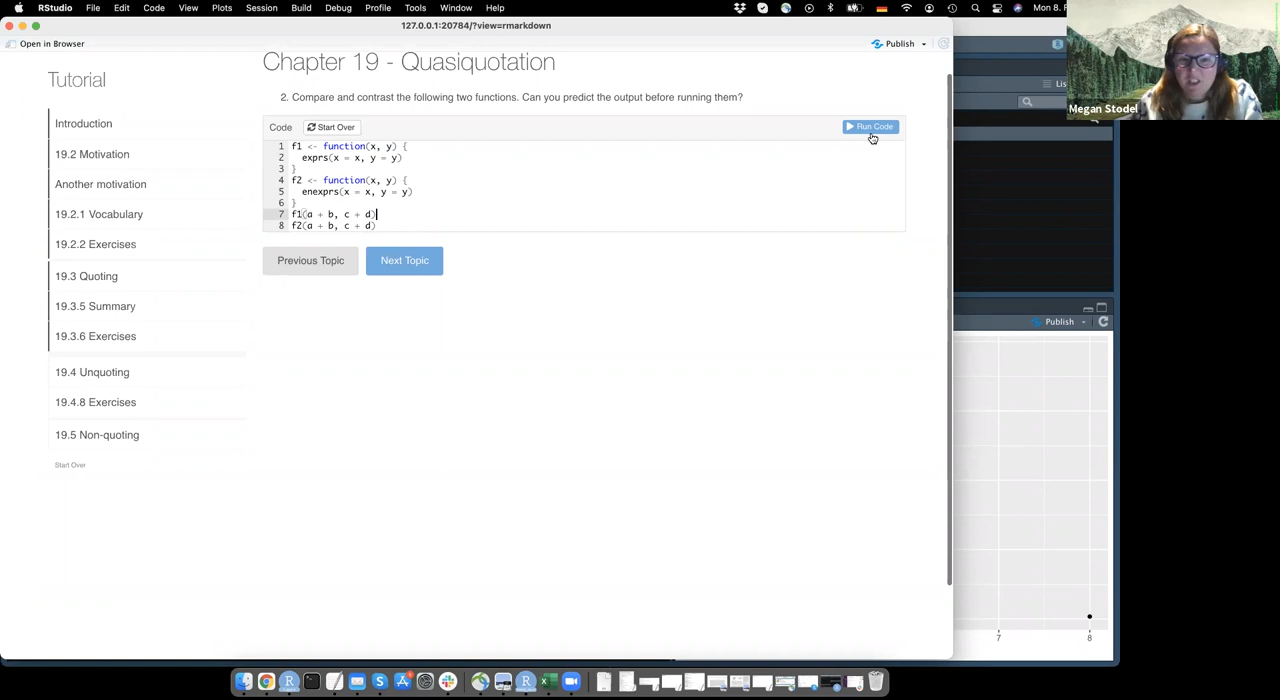 RStudio File Edit Code View Plots Session Build Debug Profile Tools Window Help Mon 8. F
127.0.0.1:20784/?view=rmarkdown
Open in Browser
Publish
Tutorial
Introduction
19.2 Motivation
Another motivation
19.2.1 Vocabulary
19.2.2 Exercises
19.3 Quoting
19.3.5 Summary
19.3.6 Exercises
19.4 Unquoting
19.4.8 Exercises
19.5 Non-quoting
Start Over
Chapter 19 - Quasiquotation
2. Compare and contrast the following two functions. Can you predict the output before running them?
Code Start Over Run Code
1 f1 <- function(x, y) {
2 exprs(x = x, y = y)
3 }
4 f2 <- function(x, y) {
5 enexprs(x = x, y = y)
6 }
7 f1(a + b, c + d)
8 f2(a + b, c + d)
Previous Topic Next Topic
Lis
Publish
7 8
Megan Stodel